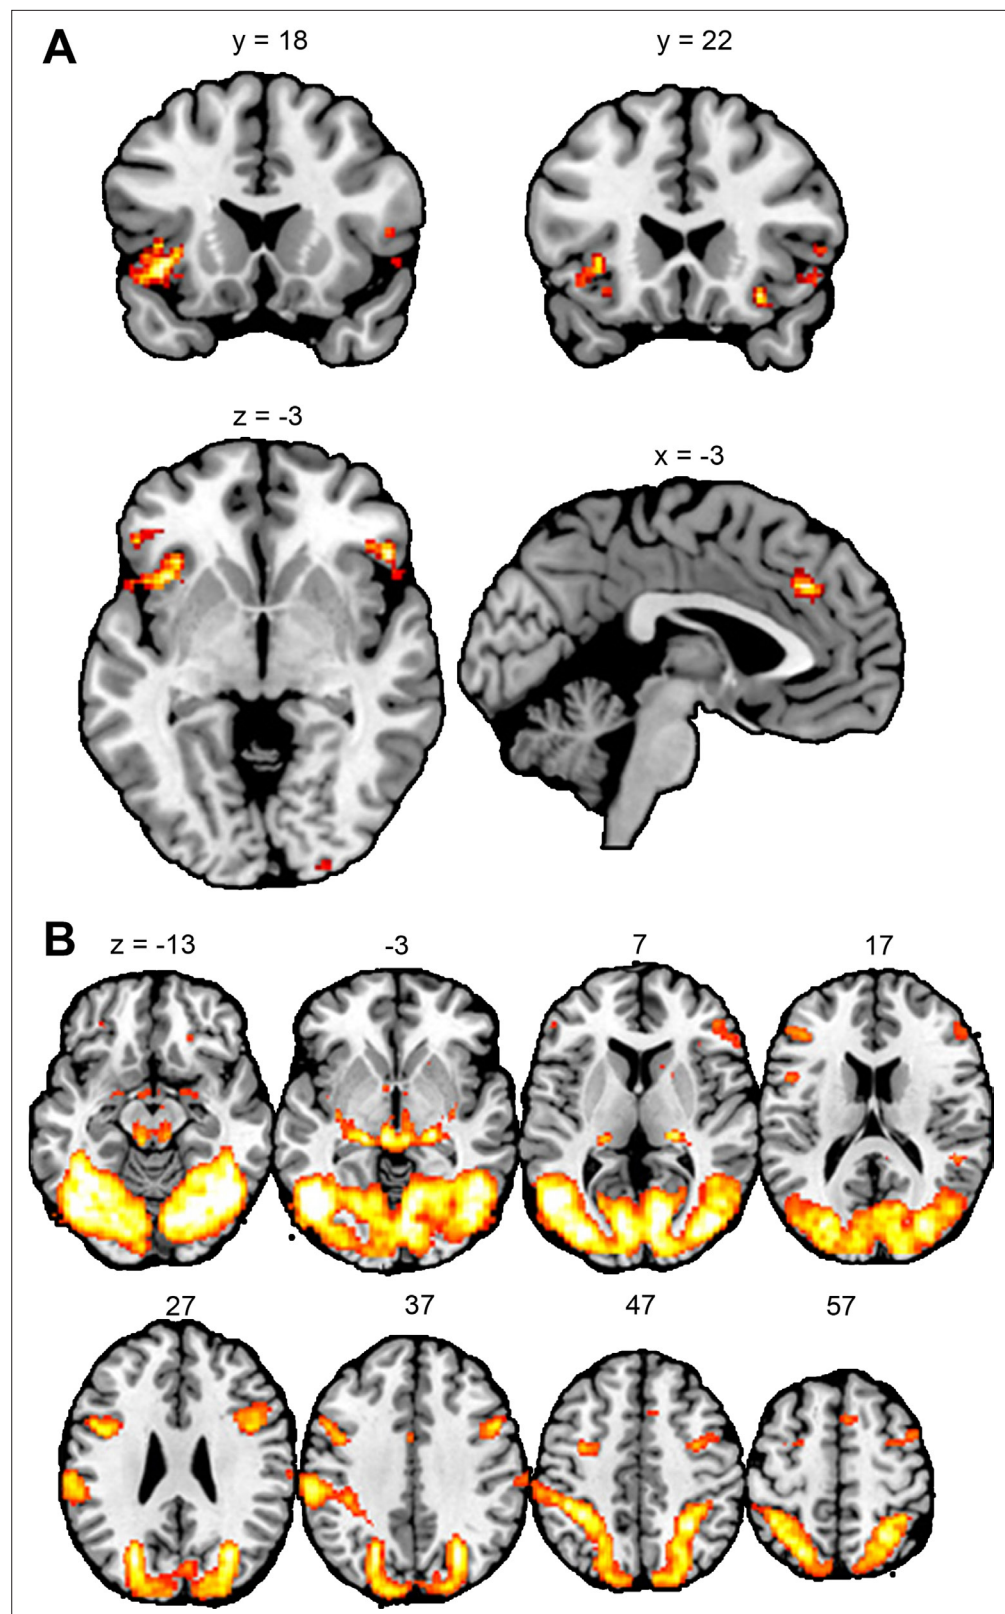 A
y = 18
y = 22
z = -3
x = -3
B
z = -13
-3
7
17
27
37
47
57